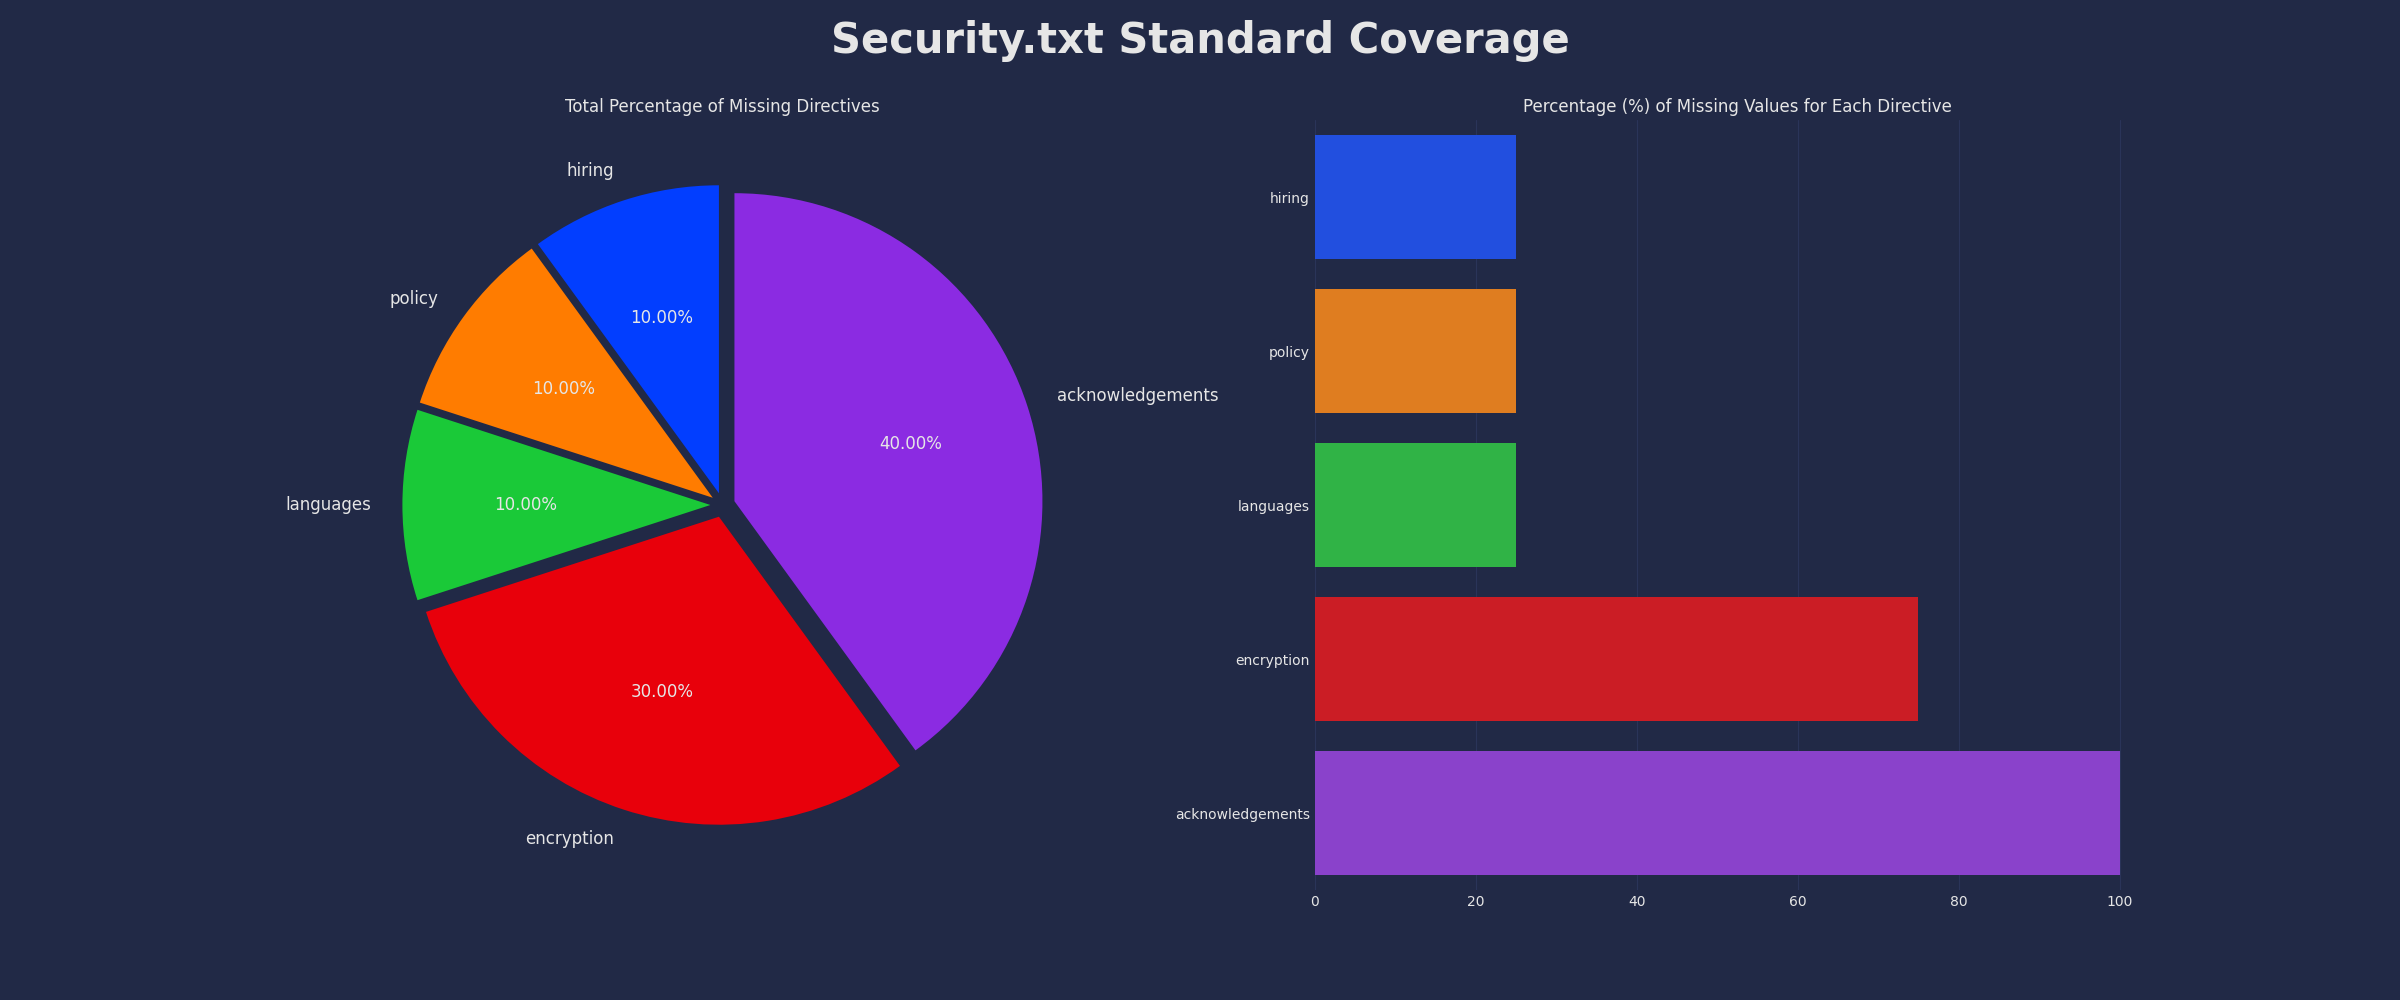 Security.txt Standard Coverage
Total Percentage of Missing Directives
hiring
policy
languages
encryption
acknowledgements
10.00%
10.00%
10.00%
30.00%
40.00%
Percentage (%) of Missing Values for Each Directive
hiring
policy
languages
encryption
acknowledgements
0 20 40 60 80 100